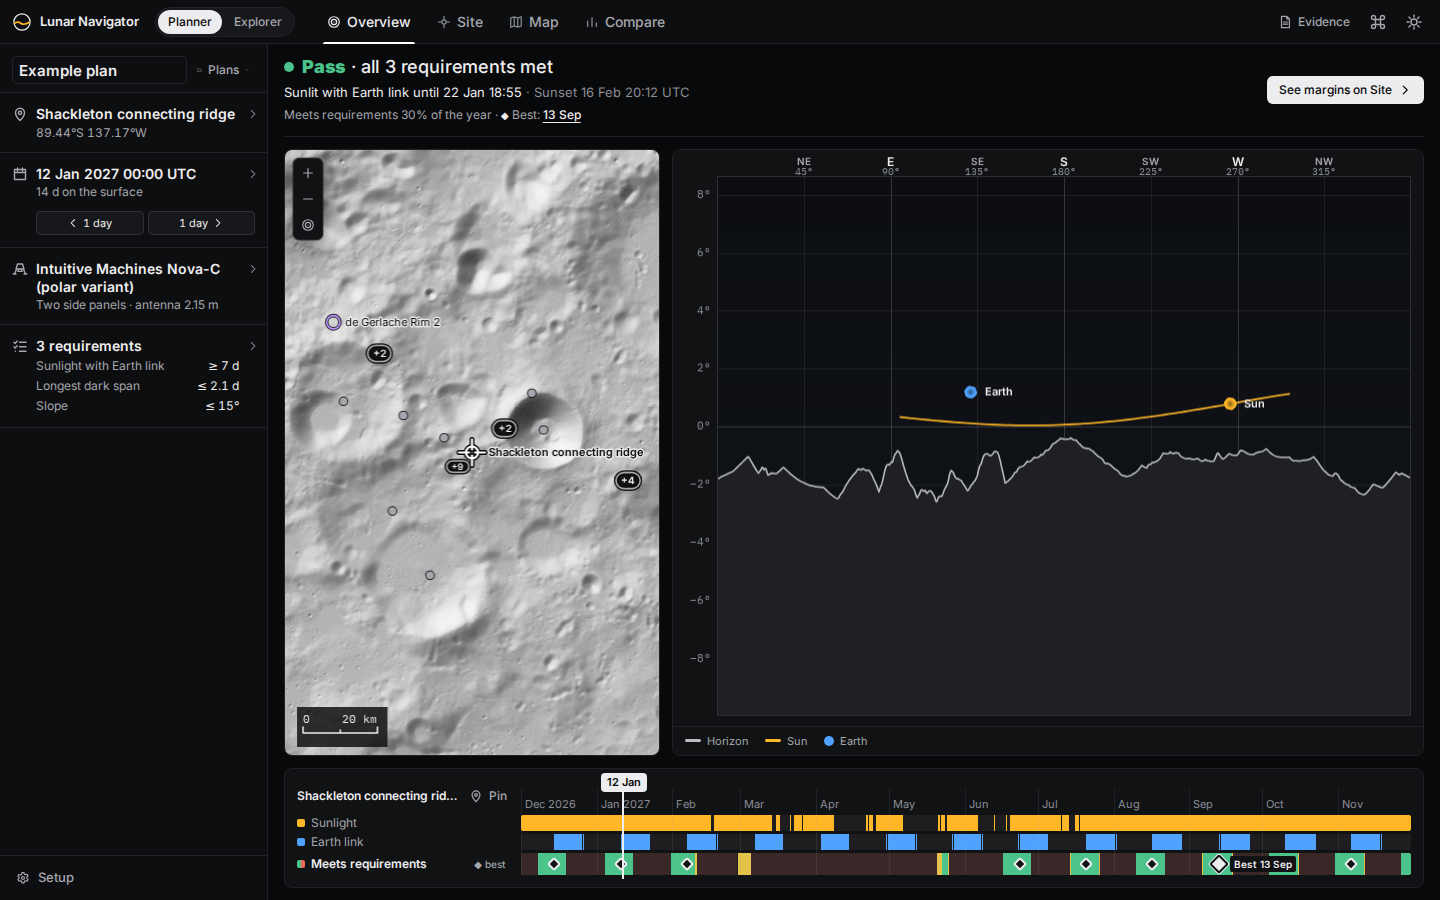 Lunar Navigator
Planner
Explorer
Overview
Site
Map
Compare
Evidence
Example plan
Plans
Shackleton connecting ridge
89.44°S 137.17°W
12 Jan 2027 00:00 UTC
14 d on the surface
1 day
1 day
Intuitive Machines Nova-C
(polar variant)
Two side panels · antenna 2.15 m
3 requirements
Sunlight with Earth link ≥ 7 d
Longest dark span ≤ 2.1 d
Slope ≤ 15°
Setup
Pass · all 3 requirements met
Sunlit with Earth link until 22 Jan 18:55 · Sunset 16 Feb 20:12 UTC
Meets requirements 30% of the year · ◆ Best: 13 Sep
See margins on Site
de Gerlache Rim 2
+2
+2
Shackleton connecting ridge
+9
+4
0 20 km
NE E SE S SW W NW
45° 90° 135° 180° 225° 270° 315°
8°
6°
4°
2°
0°
−2°
−4°
−6°
−8°
Earth
Sun
Horizon
Sun
Earth
12 Jan
Shackleton connecting rid...
Pin
Dec 2026 Jan 2027 Feb Mar Apr May Jun Jul Aug Sep Oct Nov
Sunlight
Earth link
Meets requirements
◆ best
Best 13 Sep